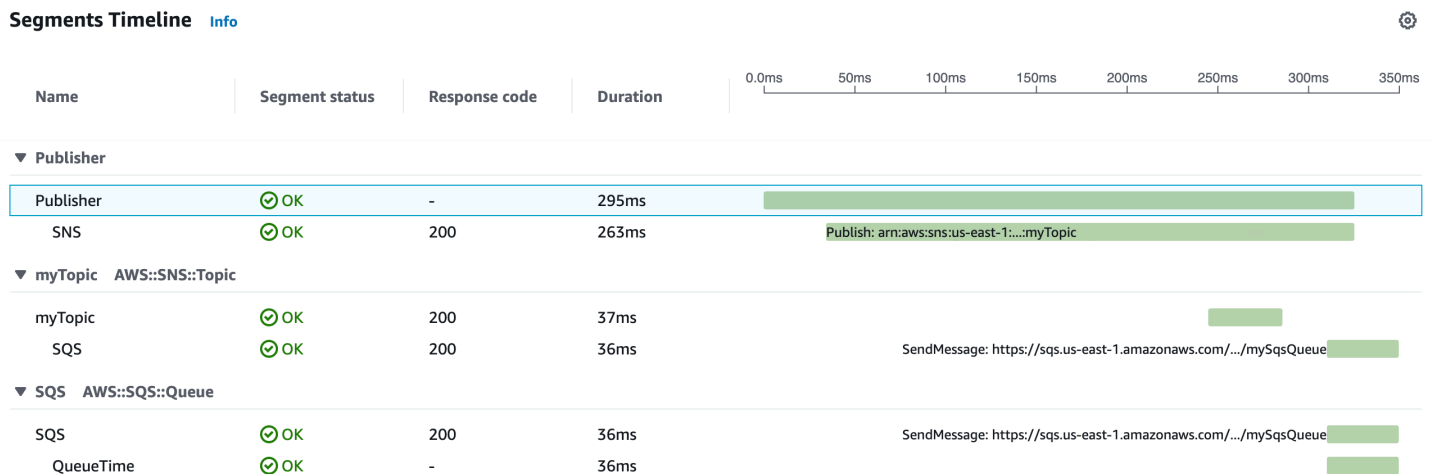 Segments Timeline Info
0.0ms 50ms 100ms 150ms 200ms 250ms 300ms 350ms
Name Segment status Response code Duration
Publisher
Publisher OK - 295ms
SNS OK 200 263ms Publish: arn:aws:sns:us-east-1:...:myTopic
myTopic AWS::SNS::Topic
myTopic OK 200 37ms
SQS OK 200 36ms SendMessage: https://sqs.us-east-1.amazonaws.com/.../mySqsQueue
SQS AWS::SQS::Queue
SQS OK 200 36ms SendMessage: https://sqs.us-east-1.amazonaws.com/.../mySqsQueue
QueueTime OK - 36ms